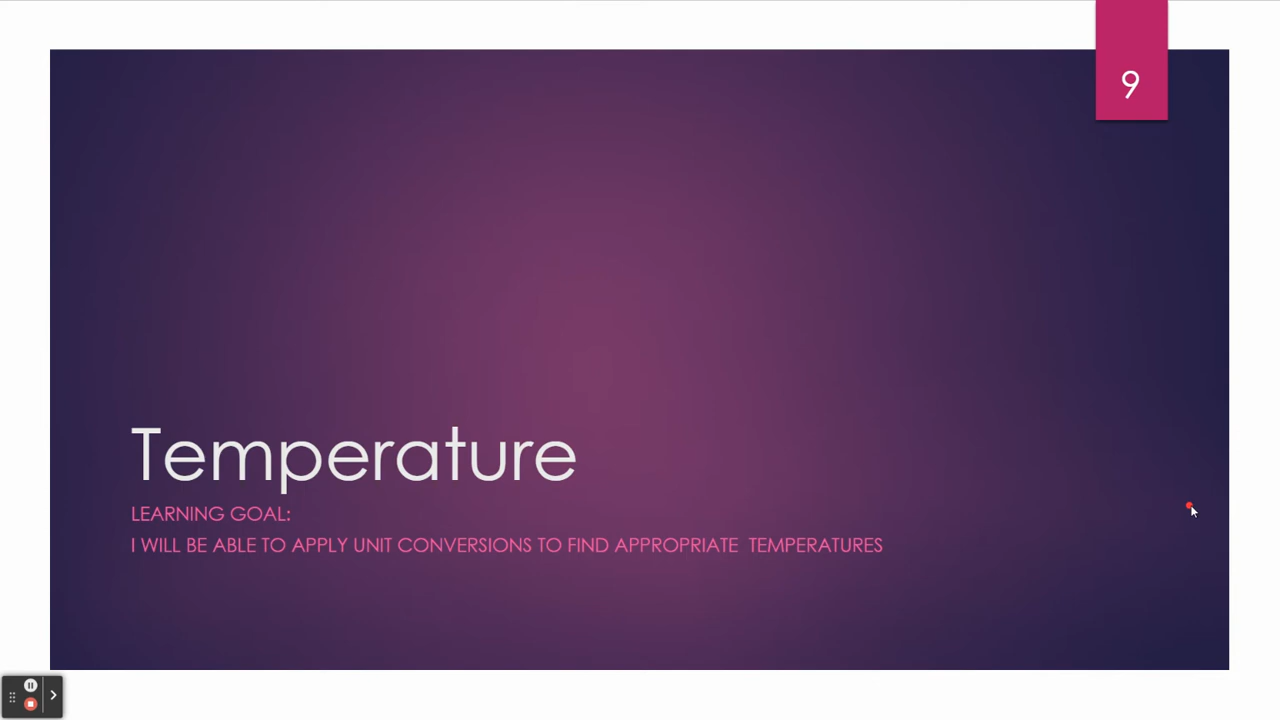 9
Temperature
LEARNING GOAL:
I WILL BE ABLE TO APPLY UNIT CONVERSIONS TO FIND APPROPRIATE TEMPERATURES